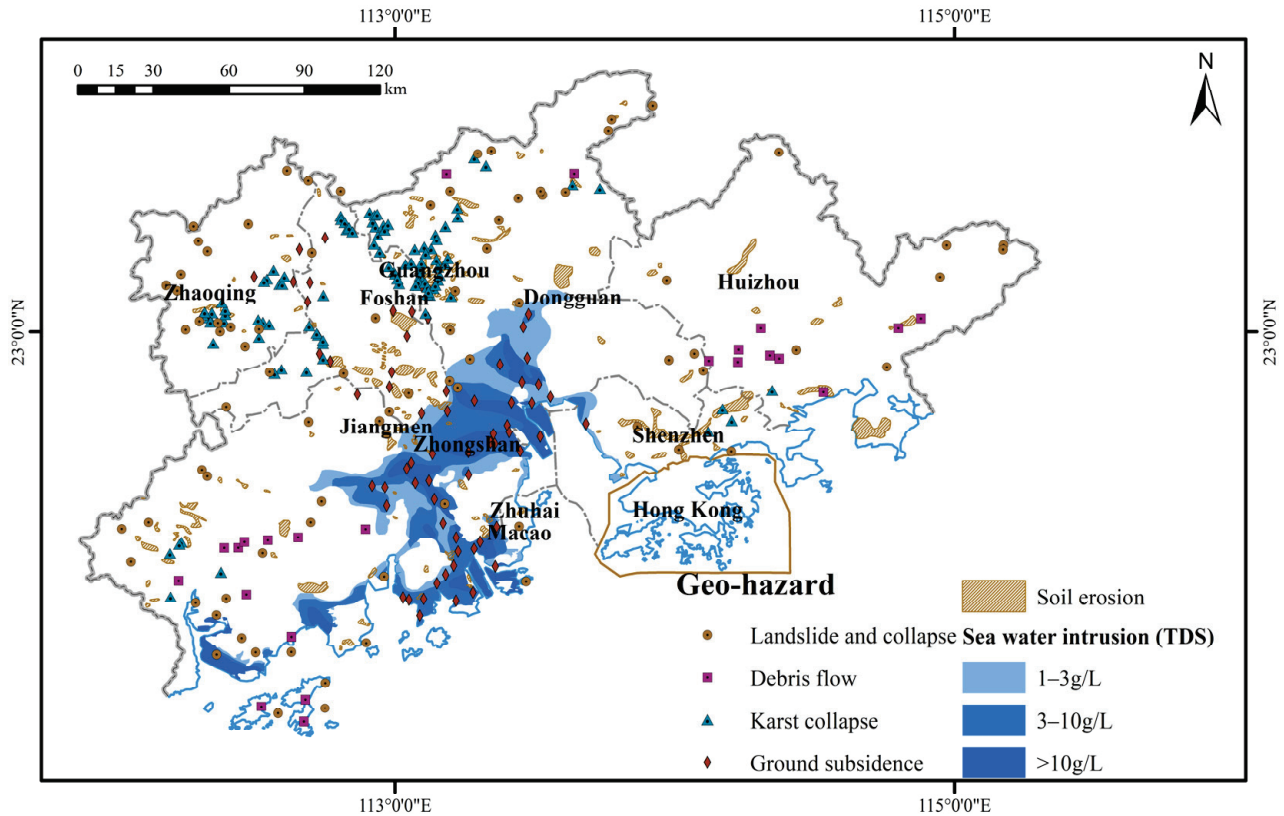 113°0'0"E 115°0'0"E
0 15 30 60 90 120
km
N
Guangzhou
Huizhou
Zhaoqing
Foshan
Dongguan
23°0'0"N 23°0'0"N
Jiangmen
Shenzhen
Zhongshan
Zhuhai
Hong Kong
Macao
Geo-hazard
Soil erosion
Landslide and collapse
Sea water intrusion (TDS)
Debris flow
1–3g/L
Karst collapse
3–10g/L
Ground subsidence
>10g/L
113°0'0"E 115°0'0"E